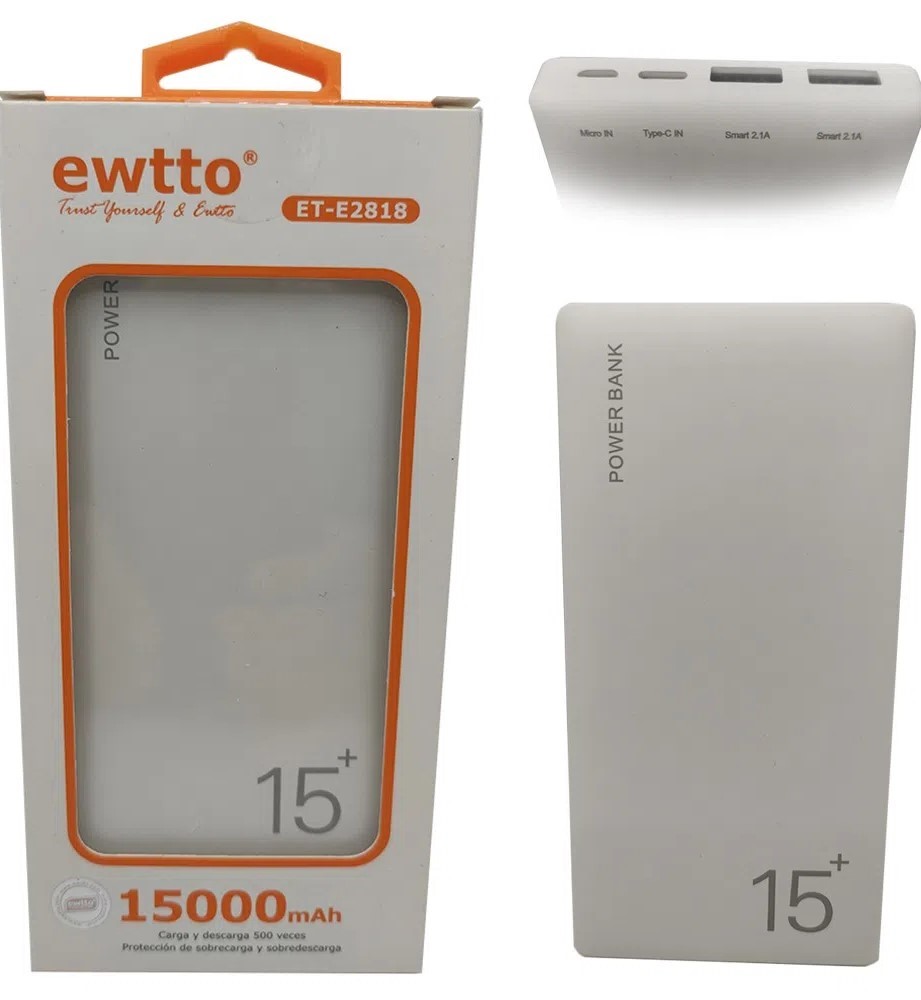 ewtto®
Trust Yourself & Ewtto
ET-E2818
POWER
15+
15000mAh
Carga y descarga 500 veces
Protección de sobrecarga y sobredescarga
ewtto
Micro IN
Type-C IN
Smart 2.1A
Smart 2.1A
POWER BANK
15+